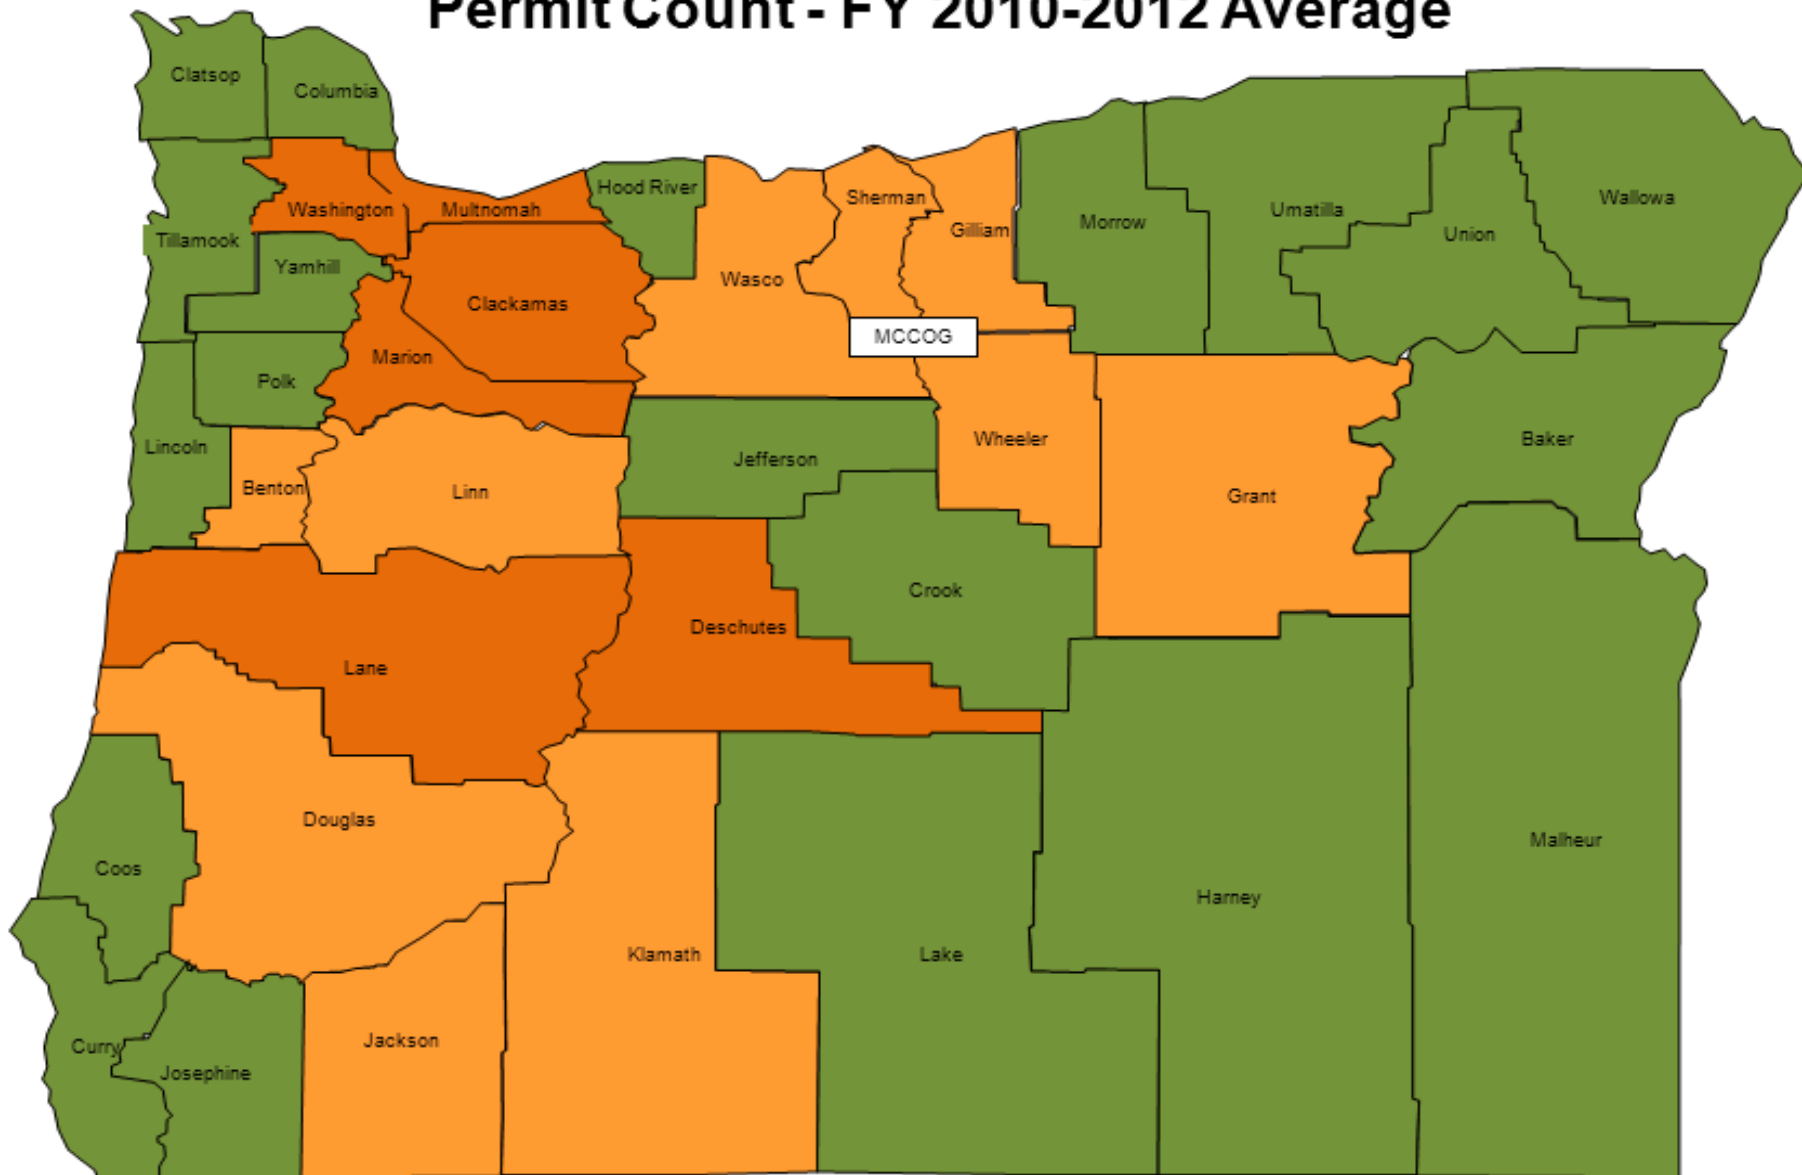 Permit Count - FY 2010-2012 Average
Clatsop
Columbia
Hood River
Sherman
Wallowa
Washington
Multnomah
Umatilla
Morrow
Gilliam
Union
Tillamook
Yamhill
Wasco
Clackamas
MCCOG
Marion
Polk
Lincoln
Wheeler
Baker
Jefferson
Benton
Linn
Grant
Crook
Deschutes
Lane
Douglas
Malheur
Coos
Harney
Klamath
Lake
Jackson
Curry
Josephine